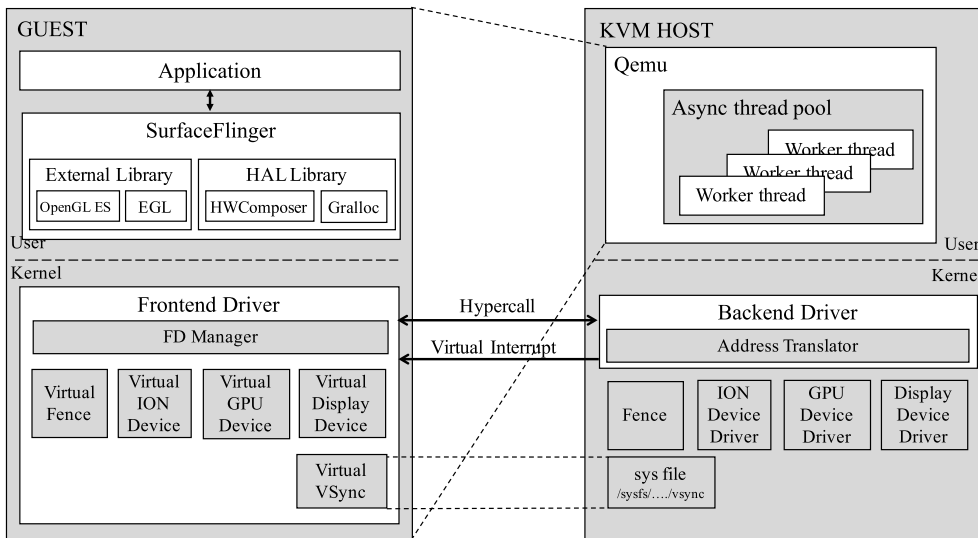 GUEST
Application
SurfaceFlinger
External Library
OpenGL ES
EGL
HAL Library
HWComposer
Gralloc
User
Kernel
Frontend Driver
FD Manager
Virtual
Fence
Virtual
ION
Device
Virtual
GPU
Device
Virtual
Display
Device
Virtual
VSync
Hypercall
Virtual Interrupt
KVM HOST
Qemu
Async thread pool
Worker thread
Worker thread
Worker thread
User
Kernel
Backend Driver
Address Translator
Fence
ION
Device
Driver
GPU
Device
Driver
Display
Device
Driver
sys file
/sysfs/…./vsync